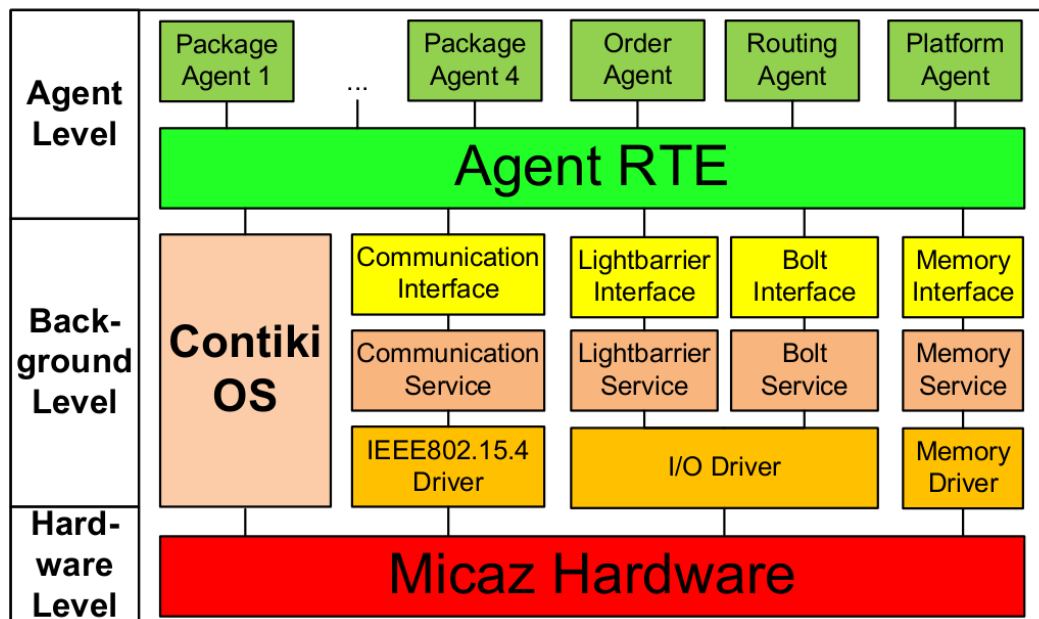 Agent
Level
Package
Agent 1
...
Package
Agent 4
Order
Agent
Routing
Agent
Platform
Agent
Agent RTE
Back-
ground
Level
Contiki
OS
Communication
Interface
Lightbarrier
Interface
Bolt
Interface
Memory
Interface
Communication
Service
Lightbarrier
Service
Bolt
Service
Memory
Service
IEEE802.15.4
Driver
I/O Driver
Memory
Driver
Hard-
ware
Level
Micaz Hardware